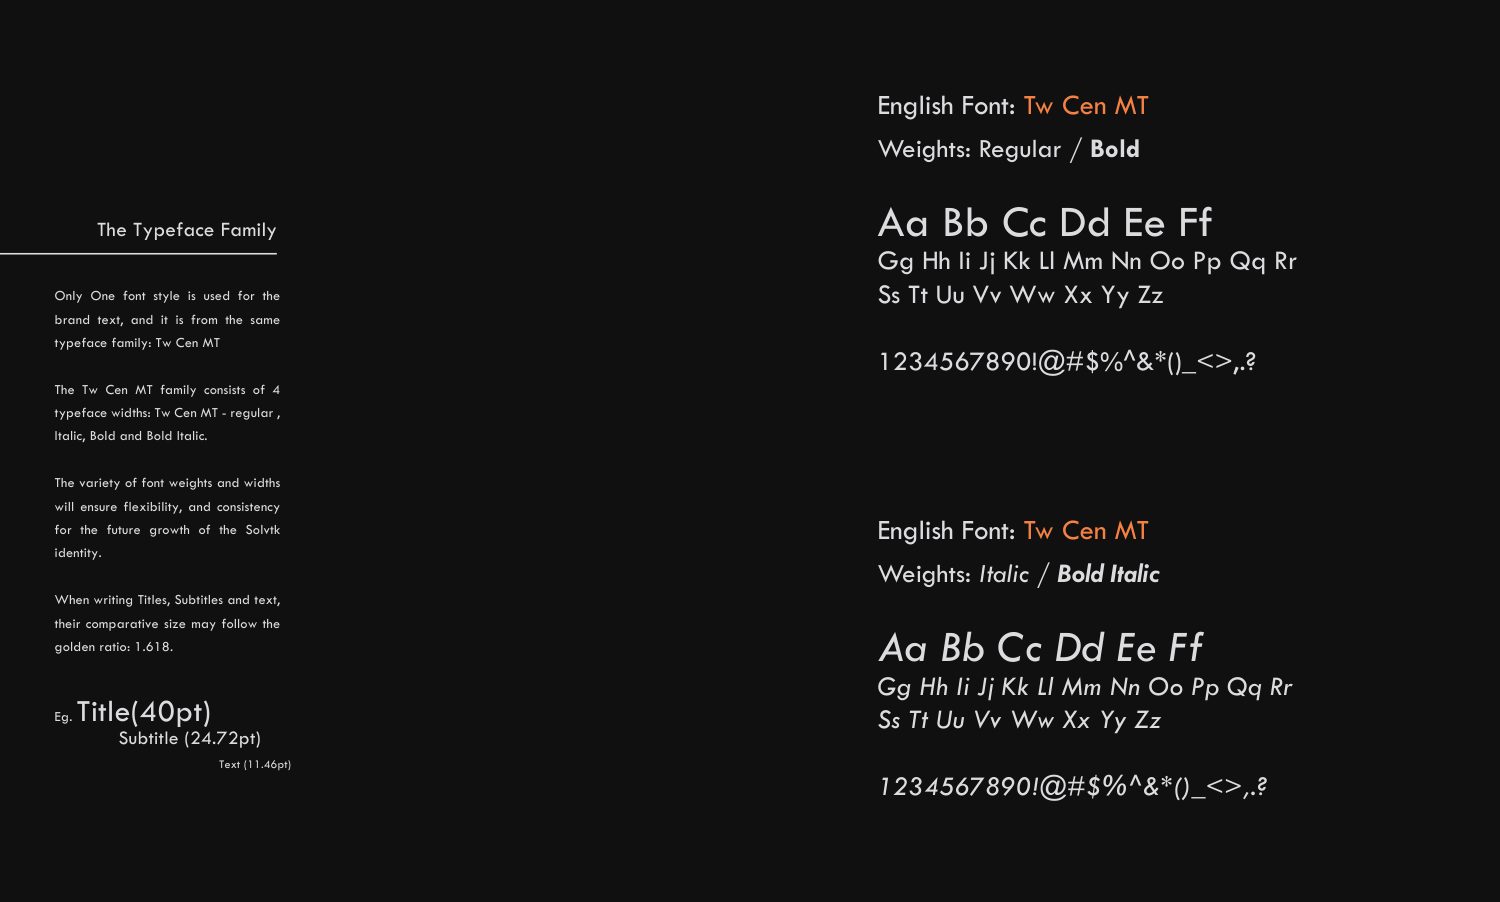 The Typeface Family
Only One font style is used for the
brand text, and it is from the same
typeface family: Tw Cen MT
The Tw Cen MT family consists of 4
typeface widths: Tw Cen MT - regular ,
Italic, Bold and Bold Italic.
The variety of font weights and widths
will ensure flexibility, and consistency
for the future growth of the Solvtk
identity.
When writing Titles, Subtitles and text,
their comparative size may follow the
golden ratio: 1.618.
Eg. Title(40pt)
Subtitle (24.72pt)
Text (11.46pt)
English Font: Tw Cen MT
Weights: Regular / Bold
Aa Bb Cc Dd Ee Ff
Gg Hh Ii Jj Kk Ll Mm Nn Oo Pp Qq Rr
Ss Tt Uu Vv Ww Xx Yy Zz
1234567890!@#$%^&*()_<>,.?
English Font: Tw Cen MT
Weights: Italic / Bold Italic
Aa Bb Cc Dd Ee Ff
Gg Hh Ii Jj Kk Ll Mm Nn Oo Pp Qq Rr
Ss Tt Uu Vv Ww Xx Yy Zz
1234567890!@#$%^&*()_<>,.?